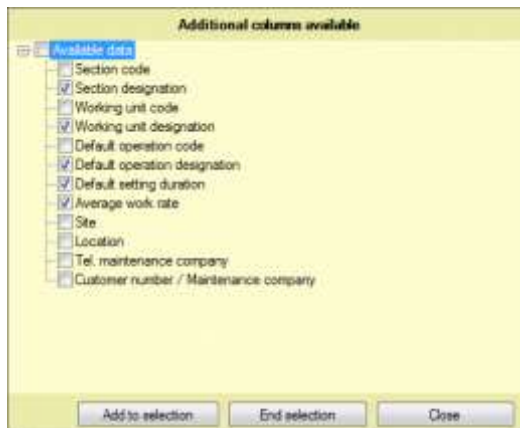 Additional columns available
Available data
Section code
Section designation
Working unit code
Working unit designation
Default operation code
Default operation designation
Default setting duration
Average work rate
Site
Location
Tel. maintenance company
Customer number / Maintenance company
Add to selection
End selection
Close